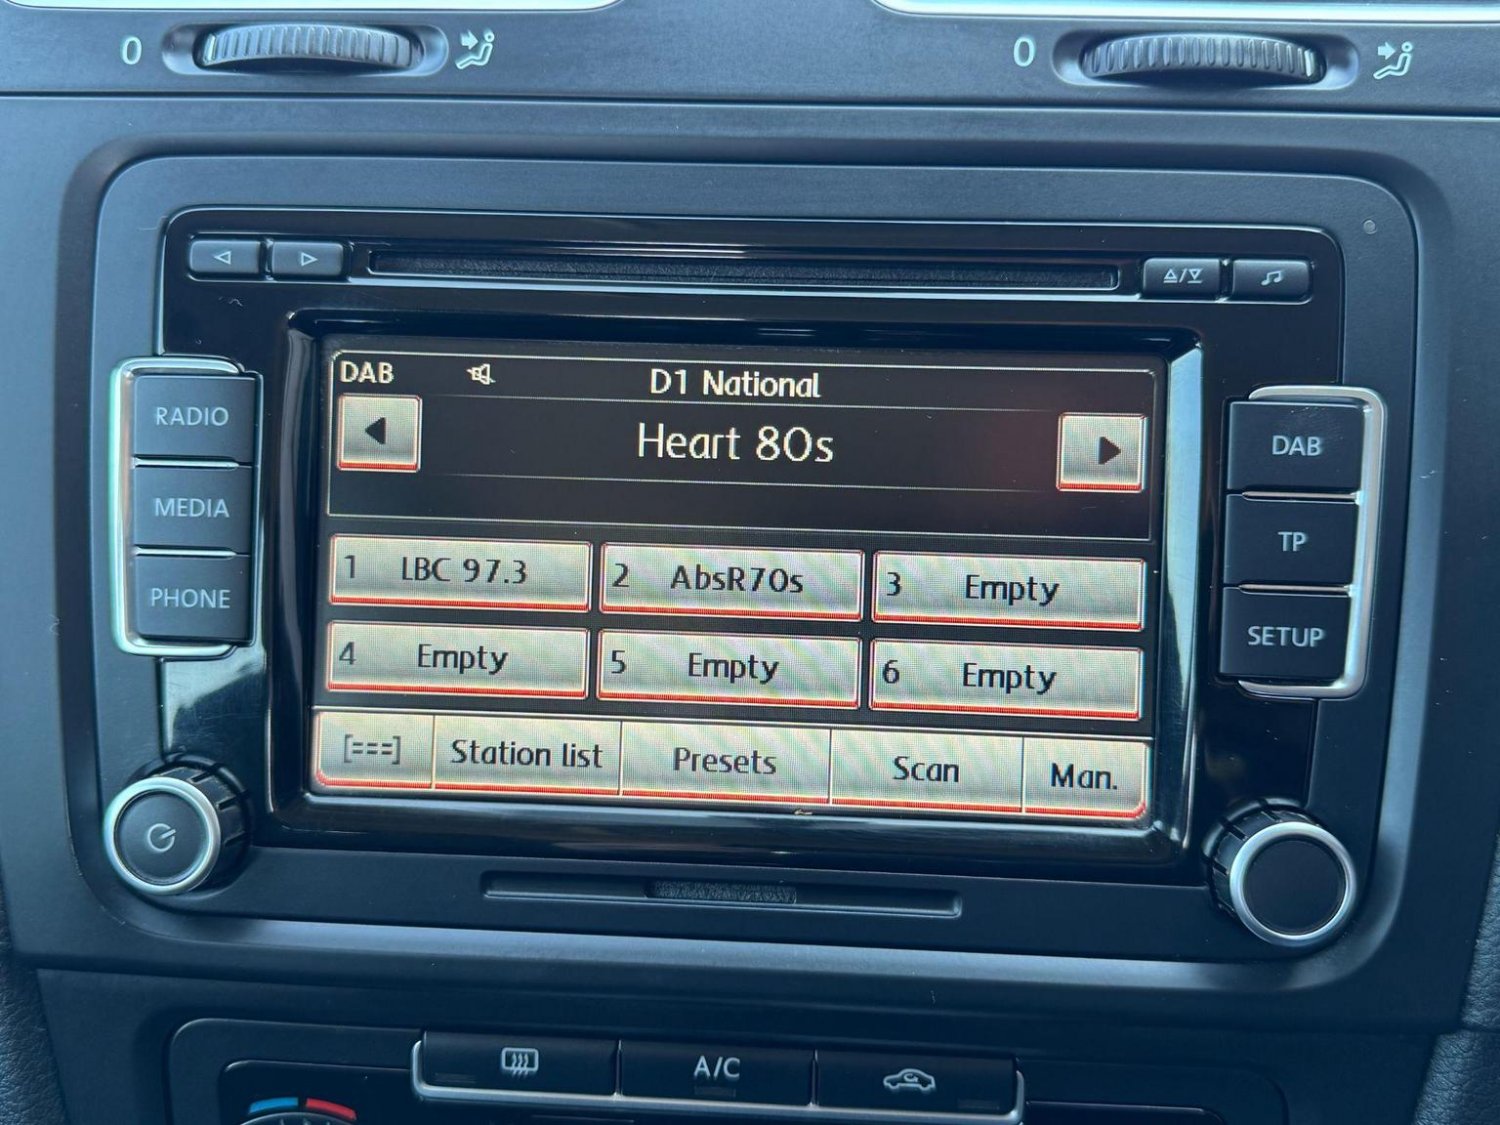 0
0
RADIO
MEDIA
PHONE
DAB
D1 National
Heart 80s
1 LBC 97.3
2 AbsR70s
3 Empty
4 Empty
5 Empty
6 Empty
[===]
Station list
Presets
Scan
Man.
DAB
TP
SETUP
A/C